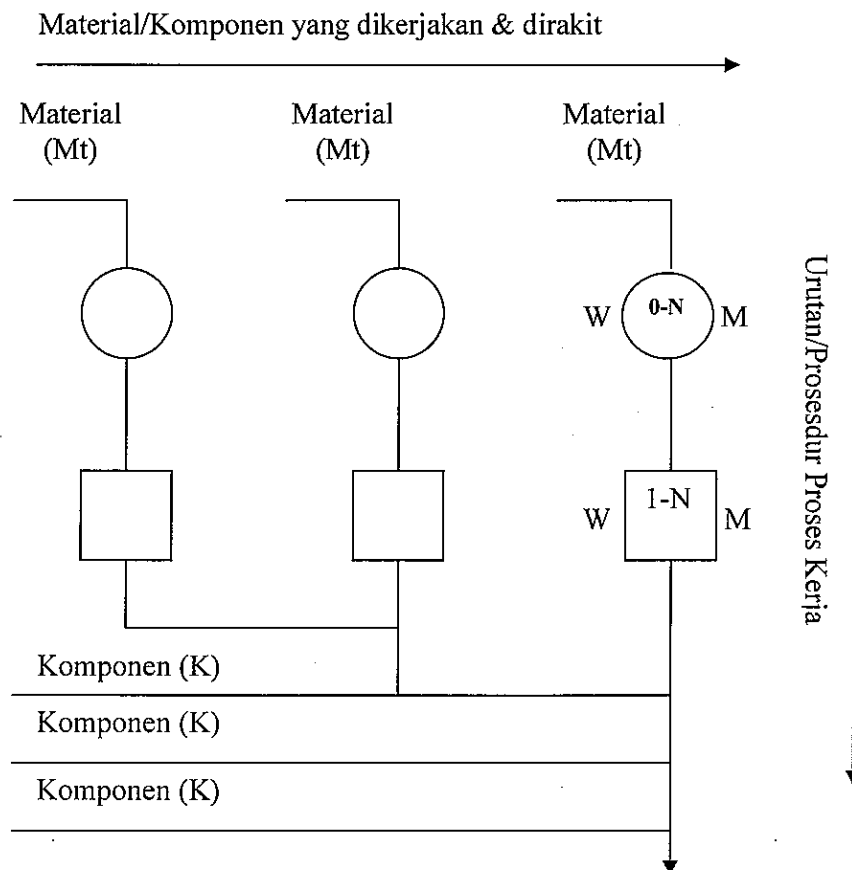 Material/Komponen yang dikerjakan & dirakit
Material
(Mt)
Material
(Mt)
Material
(Mt)
W
0-N
M
W
1-N
M
Urutan/Prosesdur Proses Kerja
Komponen (K)
Komponen (K)
Komponen (K)